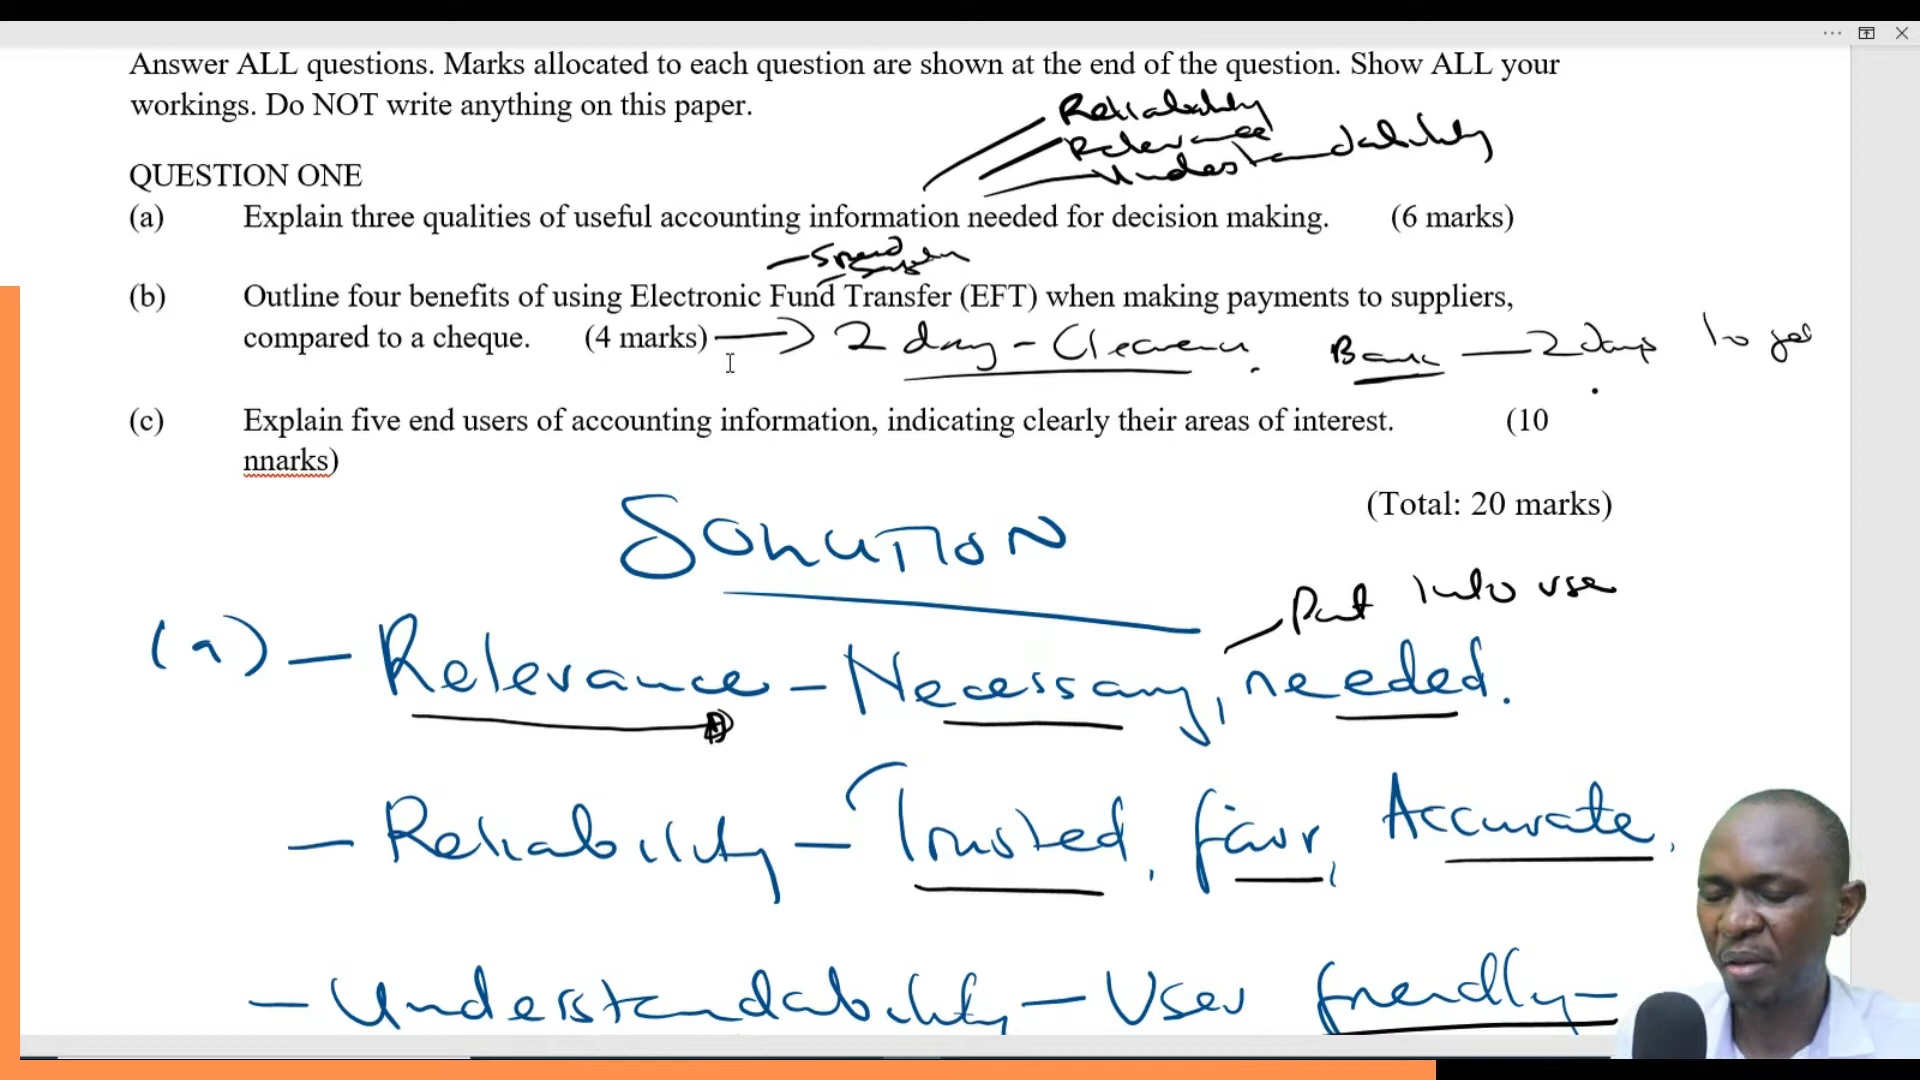 Answer ALL questions. Marks allocated to each question are shown at the end of the question. Show ALL your
workings. Do NOT write anything on this paper.
Reliability
Relevance
Understandability
QUESTION ONE
(a) Explain three qualities of useful accounting information needed for decision making. (6 marks)
- Speed
(b) Outline four benefits of using Electronic Fund Transfer (EFT) when making payments to suppliers,
compared to a cheque. (4 marks) 2 day - Clearance. Bank - 2 days to get
(c) Explain five end users of accounting information, indicating clearly their areas of interest. (10
nnarks)
(Total: 20 marks)
SOLUTION
Put into use
(a) - Relevance - Necessary, needed.
- Reliability - Trusted, fair, Accurate,
- Understandability - User friendly -